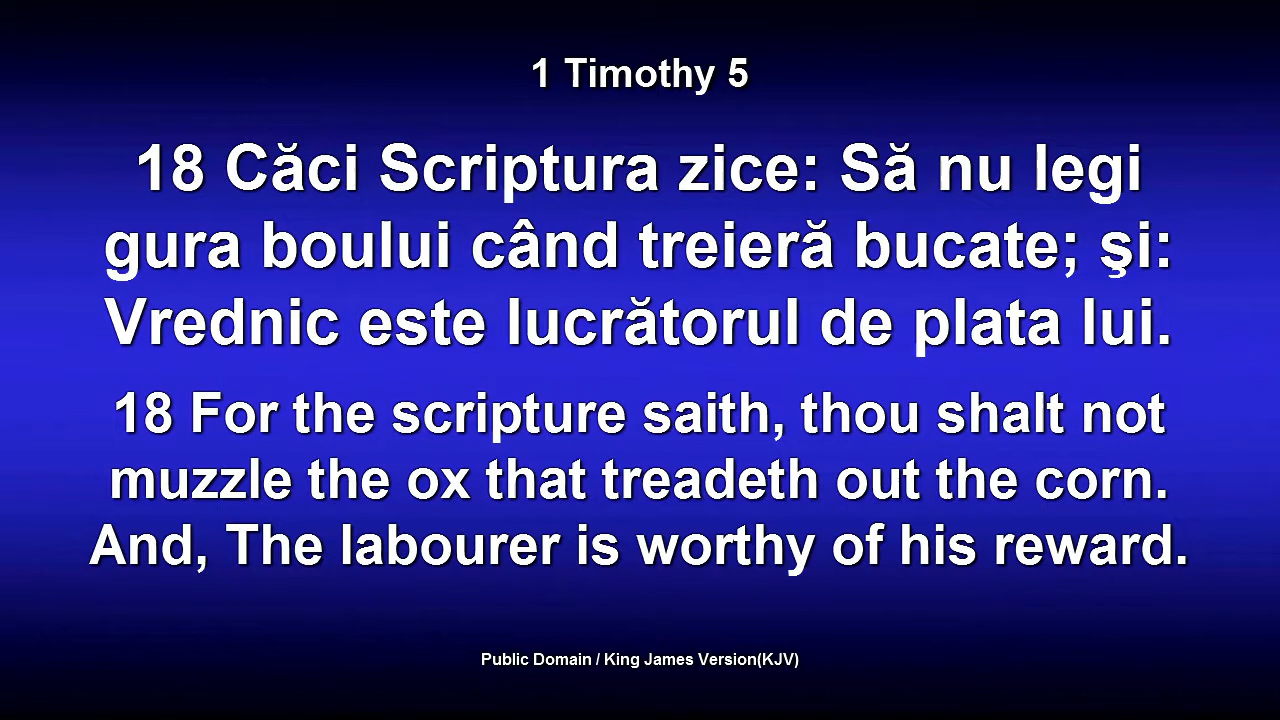 1 Timothy 5
18 Căci Scriptura zice: Să nu legi
gura boului când treieră bucate; şi:
Vrednic este lucrătorul de plata lui.
18 For the scripture saith, thou shalt not
muzzle the ox that treadeth out the corn.
And, The labourer is worthy of his reward.
Public Domain / King James Version(KJV)